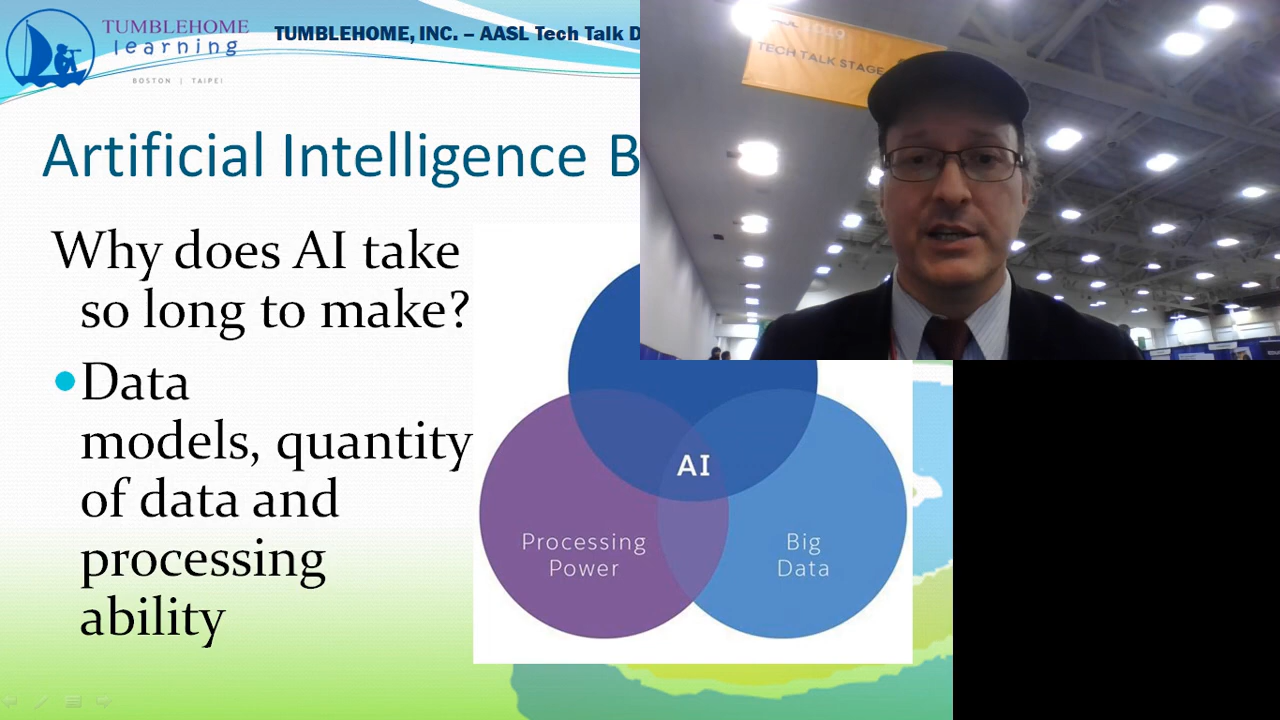 TUMBLEHOME
learning
BOSTON | TAIPEI
TUMBLEHOME, INC. – AASL Tech Talk D
TECH TALK STAGE
Artificial Intelligence B
Why does AI take
so long to make?
•Data
models, quantity
of data and
processing
ability
AI
Processing
Power
Big
Data